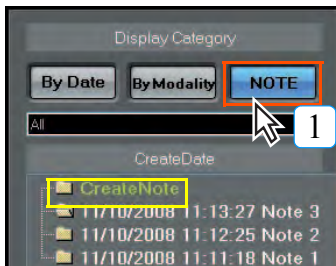 Display Category
By Date By Modality NOTE
All
1
CreateDate
CreateNote
11/10/2008 11:13:27 Note 3
11/10/2008 11:12:25 Note 2
11/10/2008 11:11:18 Note 1